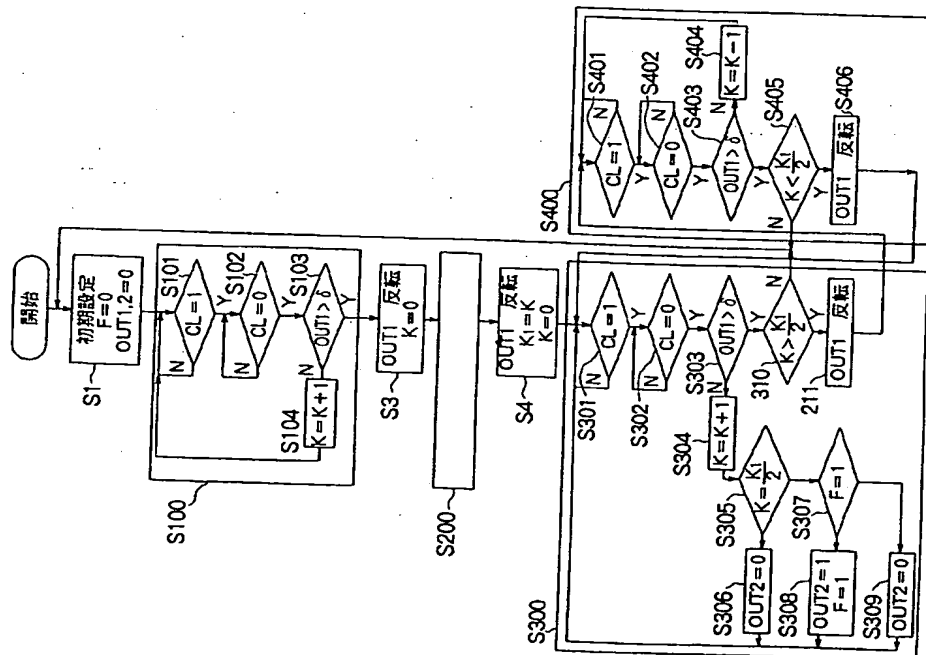 開始
初期設定
F=0
OUT1,2=0
S1
S101
CL=1
N
Y
S102
CL=0
N
Y
S103
OUT1>δ
N
Y
S104
K=K+1
S100
S3
OUT1 反転
K=0
S200
S4
OUT1 反転
K1=K
K=0
S301
CL=1
N
Y
S302
CL=0
N
Y
S303
OUT1>δ
N
Y
S304
K=K+1
S305
K=K1/2
S306
OUT2=0
S307
F=1
S308
OUT2=1
F=1
S309
OUT2=0
S300
310
K>K1/2
N
Y
211
OUT1 反転
S400
S401
CL=1
N
Y
S402
CL=0
N
Y
S403
OUT1>δ
N
Y
S404
K=K-1
S405
K<K1/2
N
Y
S406
OUT1 反転